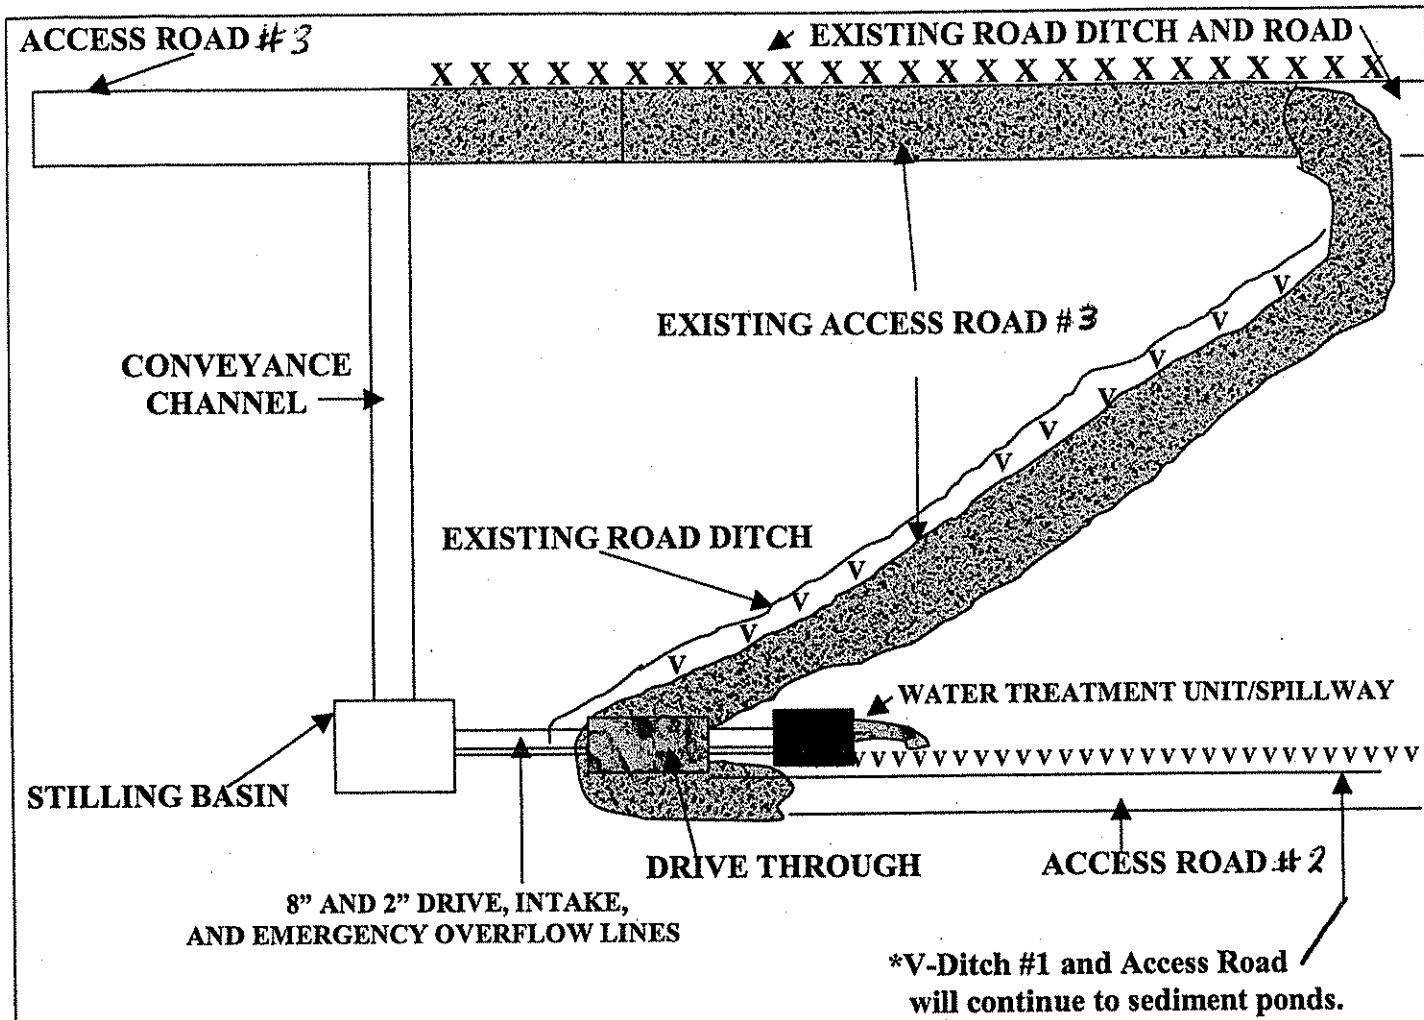 ACCESS ROAD #3
EXISTING ROAD DITCH AND ROAD
X X X X X X X X X X X X X X X X X X X X X X X X X
EXISTING ACCESS ROAD #3
CONVEYANCE
CHANNEL
V
V
V
V
V
V
EXISTING ROAD DITCH
V
V
V
V
WATER TREATMENT UNIT/SPILLWAY
V V V V V V V V V V V V V V V V V V V V V V V V V V V V V
STILLING BASIN
DRIVE THROUGH
ACCESS ROAD #2
8” AND 2” DRIVE, INTAKE,
AND EMERGENCY OVERFLOW LINES
*V-Ditch #1 and Access Road
will continue to sediment ponds.